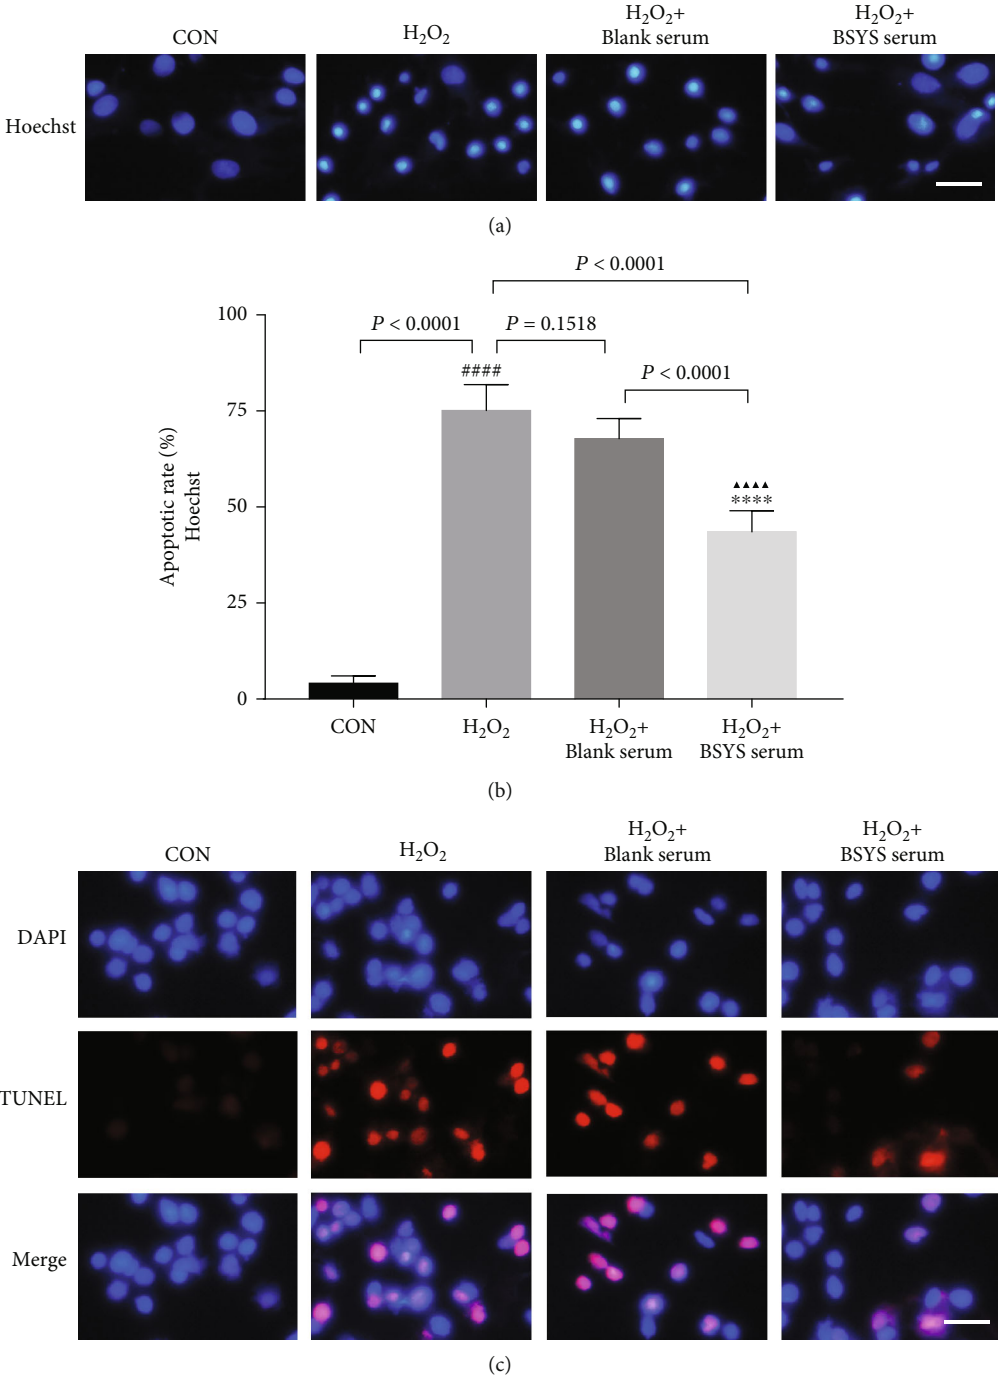 CON
H₂O₂
H₂O₂+
Blank serum
H₂O₂+
BSYS serum
Hoechst
(a)
P < 0.0001
P < 0.0001
P = 0.1518
P < 0.0001
####
▲▲▲▲
****
100
75
50
25
0
Apoptotic rate (%)
Hoechst
CON
H₂O₂
H₂O₂+
Blank serum
H₂O₂+
BSYS serum
(b)
CON
H₂O₂
H₂O₂+
Blank serum
H₂O₂+
BSYS serum
DAPI
TUNEL
Merge
(c)